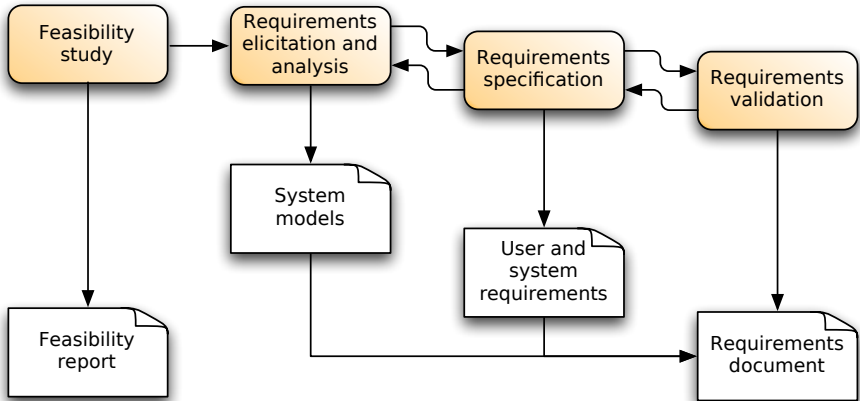 Feasibility
study
Requirements
elicitation and
analysis
Requirements
specification
Requirements
validation
System
models
User and
system
requirements
Feasibility
report
Requirements
document